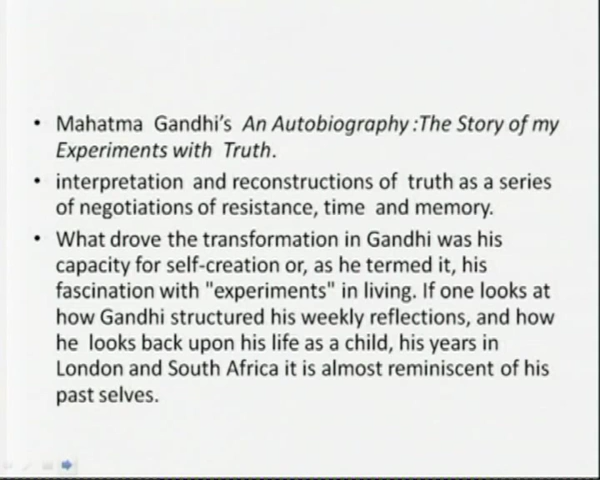 • Mahatma Gandhi's An Autobiography :The Story of my
Experiments with Truth.
• interpretation and reconstructions of truth as a series
of negotiations of resistance, time and memory.
• What drove the transformation in Gandhi was his
capacity for self-creation or, as he termed it, his
fascination with "experiments" in living. If one looks at
how Gandhi structured his weekly reflections, and how
he looks back upon his life as a child, his years in
London and South Africa it is almost reminiscent of his
past selves.